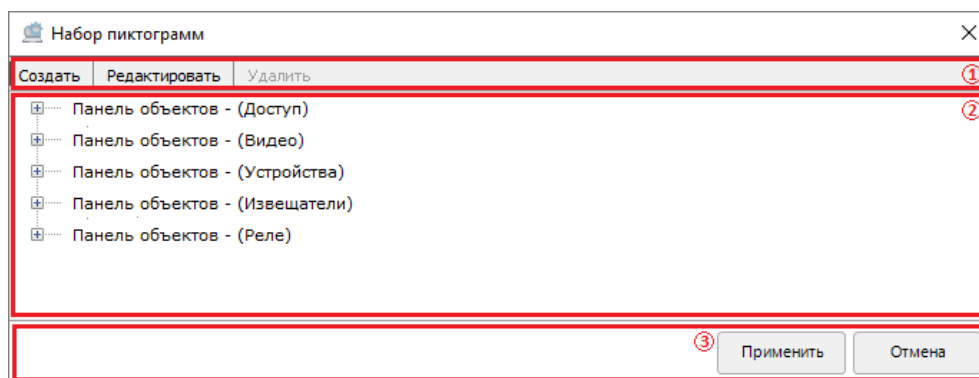 Набор пиктограмм
Создать Редактировать Удалить ①
Панель объектов - (Доступ) ②
Панель объектов - (Видео)
Панель объектов - (Устройства)
Панель объектов - (Извещатели)
Панель объектов - (Реле)
③ Применить Отмена